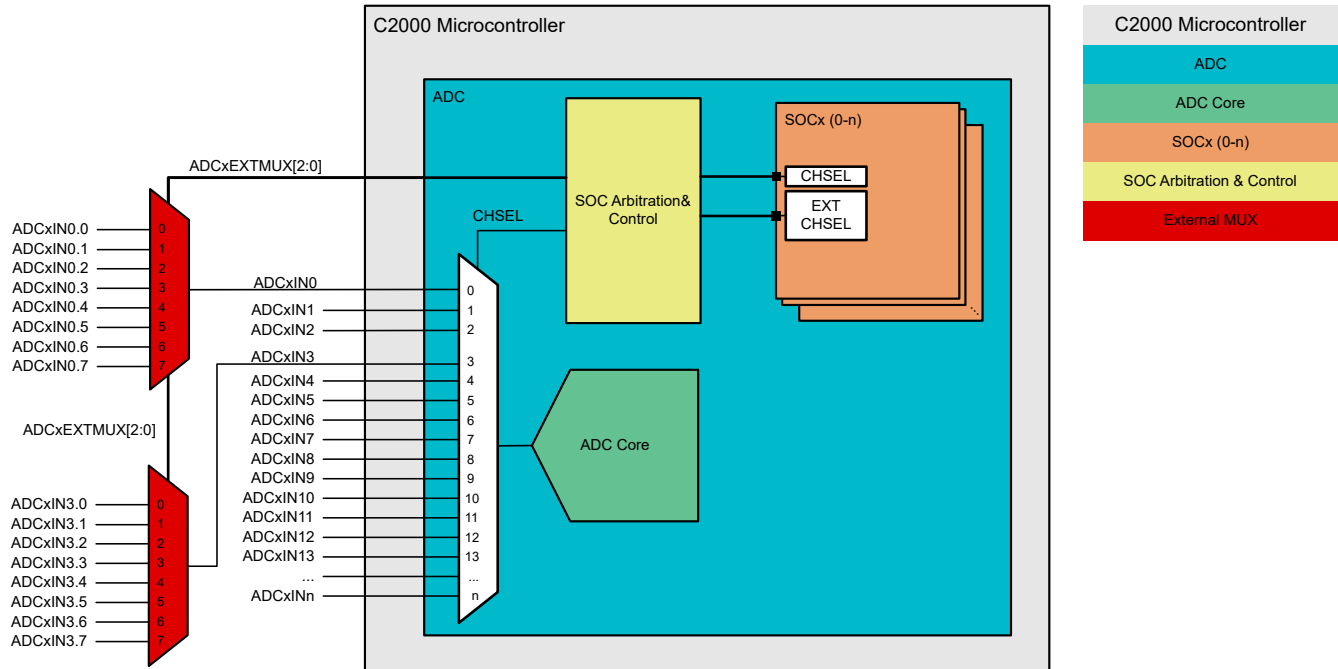 C2000 Microcontroller
ADC
ADCxEXTMUX[2:0]
SOC Arbitration&
Control
SOCx (0-n)
CHSEL
EXT
CHSEL
CHSEL
ADCxIN0.0
ADCxIN0.1
ADCxIN0.2
ADCxIN0.3
ADCxIN0.4
ADCxIN0.5
ADCxIN0.6
ADCxIN0.7
0
1
2
3
4
5
6
7
ADCxEXTMUX[2:0]
ADCxIN3.0
ADCxIN3.1
ADCxIN3.2
ADCxIN3.3
ADCxIN3.4
ADCxIN3.5
ADCxIN3.6
ADCxIN3.7
0
1
2
3
4
5
6
7
ADCxIN0
ADCxIN1
ADCxIN2
ADCxIN3
ADCxIN4
ADCxIN5
ADCxIN6
ADCxIN7
ADCxIN8
ADCxIN9
ADCxIN10
ADCxIN11
ADCxIN12
ADCxIN13
...
ADCxINn
0
1
2
3
4
5
6
7
8
9
10
11
12
13
...
n
ADC Core
C2000 Microcontroller
ADC
ADC Core
SOCx (0-n)
SOC Arbitration & Control
External MUX